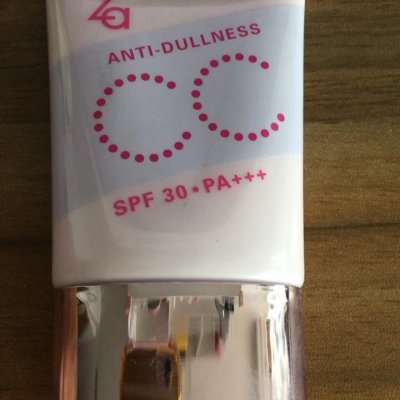 Za
ANTI-DULLNESS
CC
SPF 30•PA+++